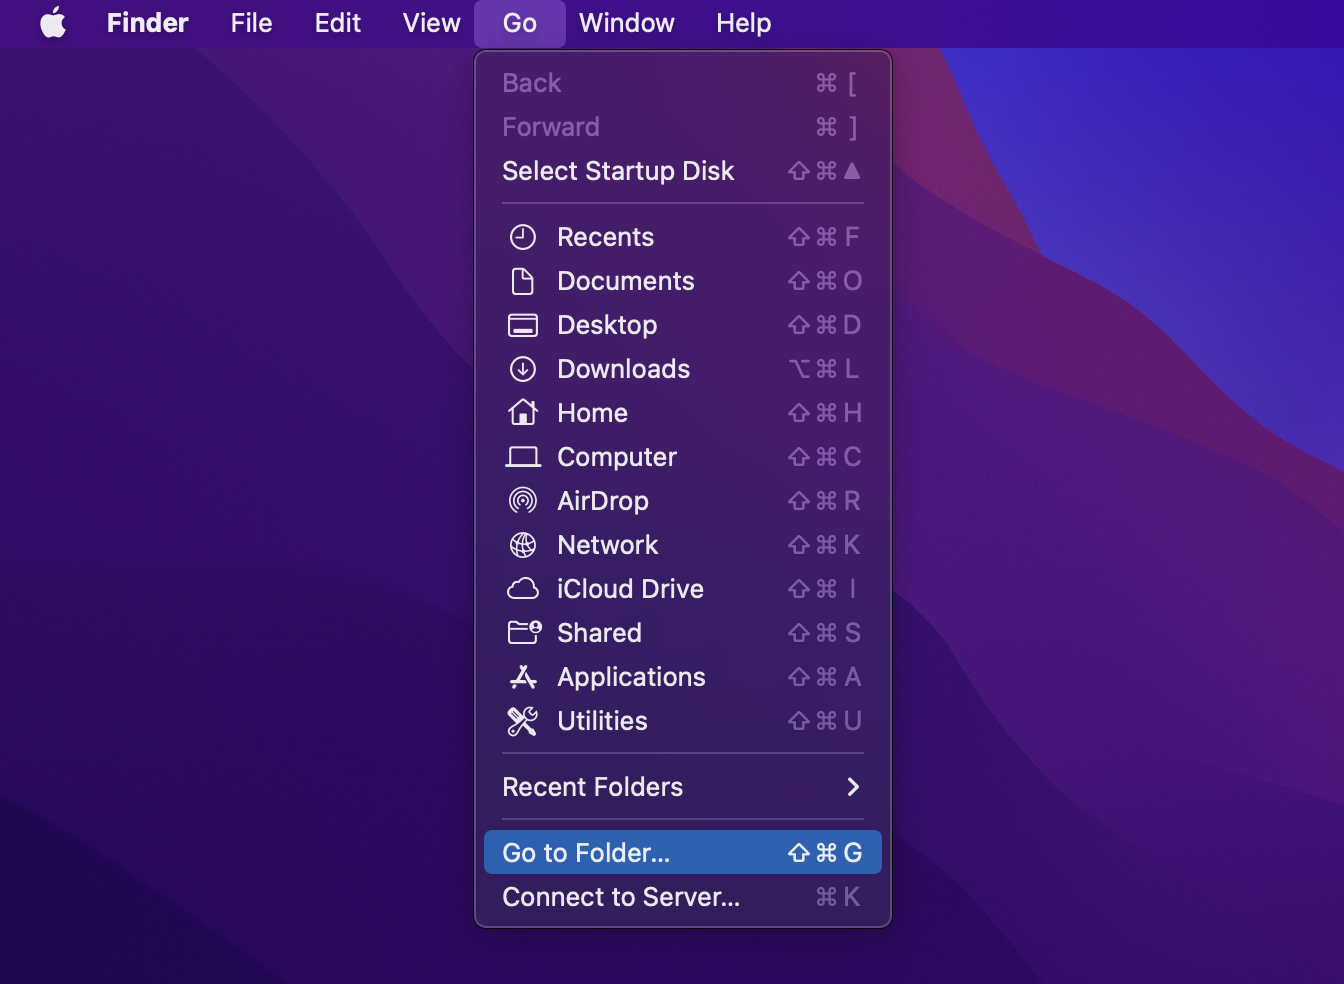 Finder File Edit View Go Window Help
Back ⌘ [
Forward ⌘ ]
Select Startup Disk ⇧ ⌘ ▲
Recents ⇧ ⌘ F
Documents ⇧ ⌘ O
Desktop ⇧ ⌘ D
Downloads ⌥ ⌘ L
Home ⇧ ⌘ H
Computer ⇧ ⌘ C
AirDrop ⇧ ⌘ R
Network ⇧ ⌘ K
iCloud Drive ⇧ ⌘ I
Shared ⇧ ⌘ S
Applications ⇧ ⌘ A
Utilities ⇧ ⌘ U
Recent Folders
Go to Folder... ⇧ ⌘ G
Connect to Server... ⌘ K